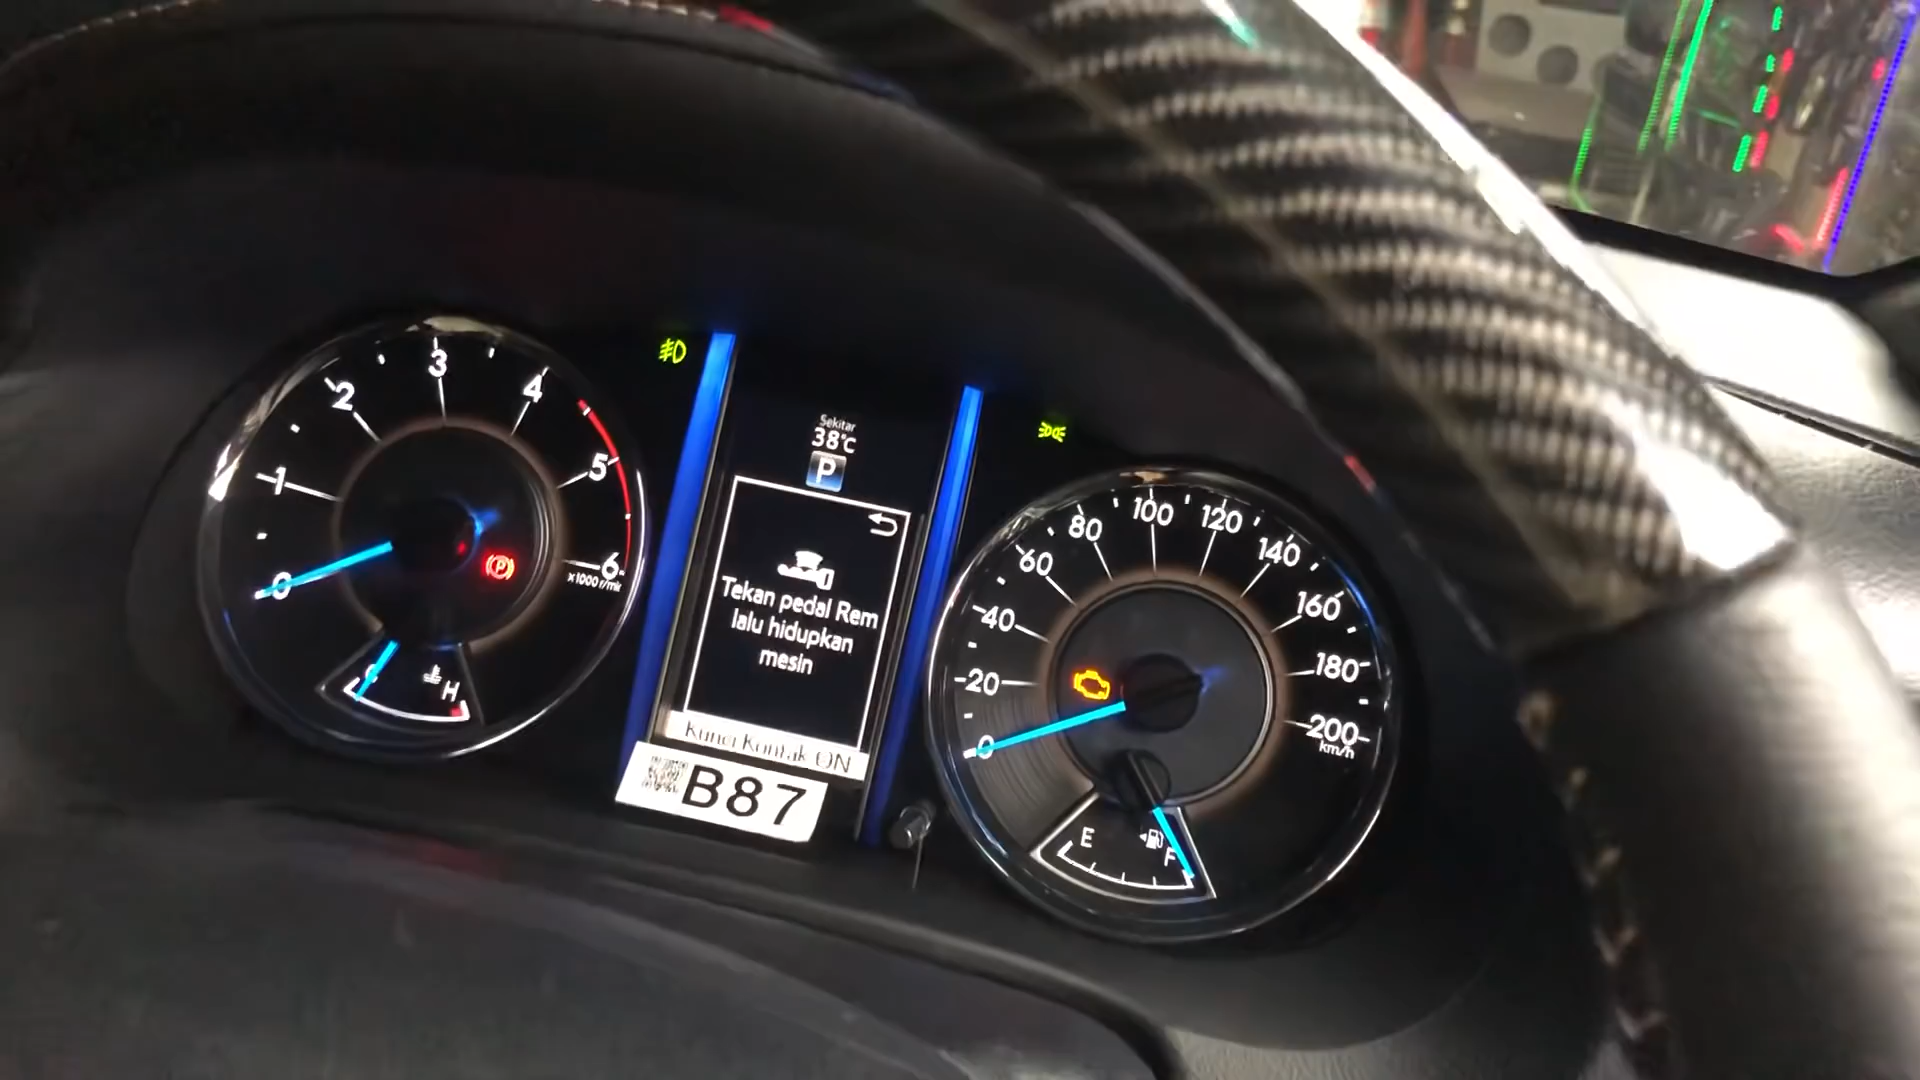 0
1
2
3
4
5
6
x1000 r/min
H
Sekitar
38°C
P
Tekan pedal Rem
lalu hidupkan
mesin
Kunci Kontak ON
B87
0
20
40
60
80
100
120
140
160
180
200
km/h
E
F